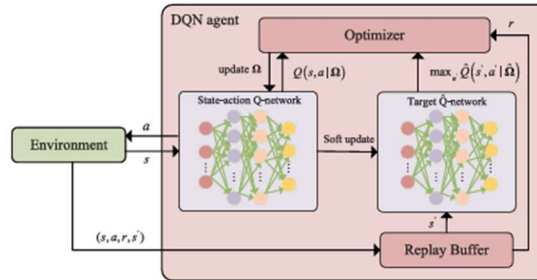 DQN agent
Optimizer
r
update Ω
Q(s,a|Ω)
max_a' Q̂(s`,a`|Ω̂)
State-action Q-network
Target Q̂-network
Environment
a
s
Soft update
s`
(s,a,r,s`)
Replay Buffer